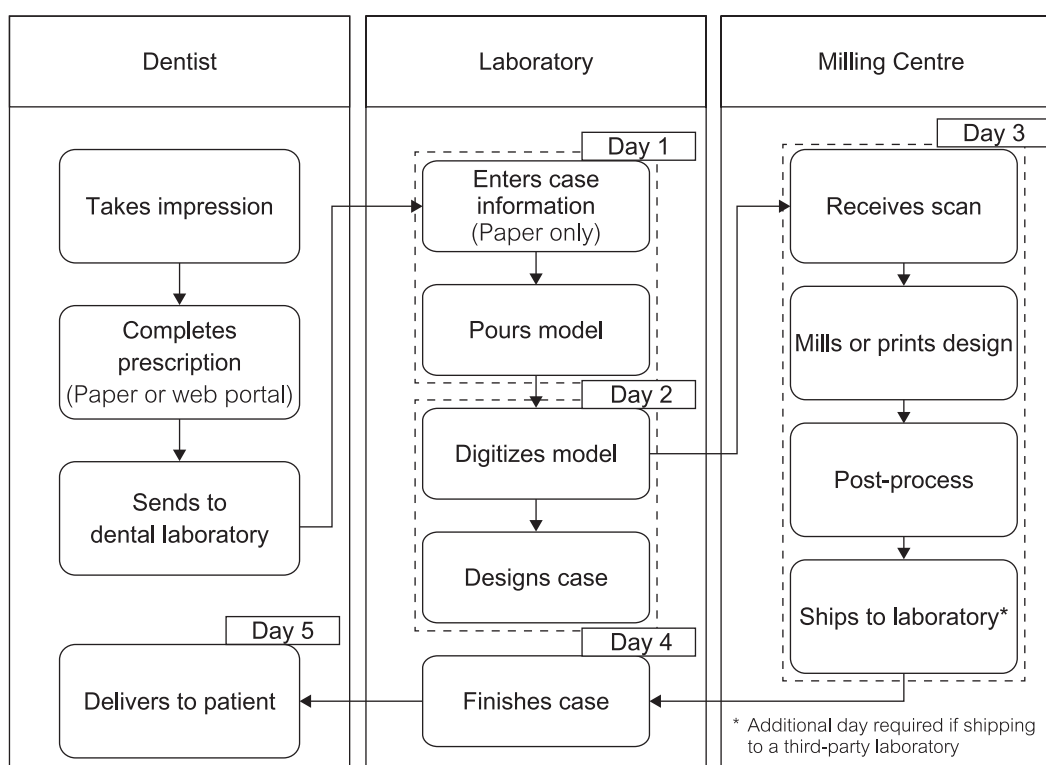 Dentist
Laboratory
Milling Centre
Takes impression
Completes
prescription
(Paper or web portal)
Sends to
dental laboratory
Day 5
Delivers to patient
Day 1
Enters case
information
(Paper only)
Pours model
Day 2
Digitizes model
Designs case
Day 4
Finishes case
Day 3
Receives scan
Mills or prints design
Post-process
Ships to laboratory*
* Additional day required if shipping
to a third-party laboratory